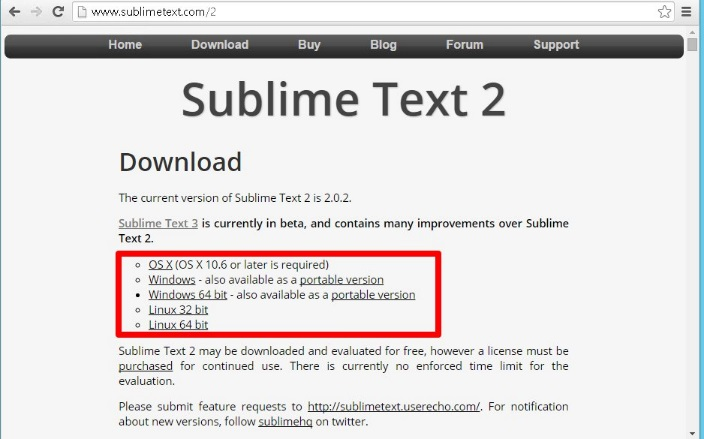 www.sublimetext.com/2
Home Download Buy Blog Forum Support
Sublime Text 2
Download
The current version of Sublime Text 2 is 2.0.2.
Sublime Text 3 is currently in beta, and contains many improvements over Sublime
Text 2.
OS X (OS X 10.6 or later is required)
Windows - also available as a portable version
Windows 64 bit - also available as a portable version
Linux 32 bit
Linux 64 bit
Sublime Text 2 may be downloaded and evaluated for free, however a license must be
purchased for continued use. There is currently no enforced time limit for the
evaluation.
Please submit feature requests to http://sublimetext.userecho.com/. For notification
about new versions, follow sublimehq on twitter.